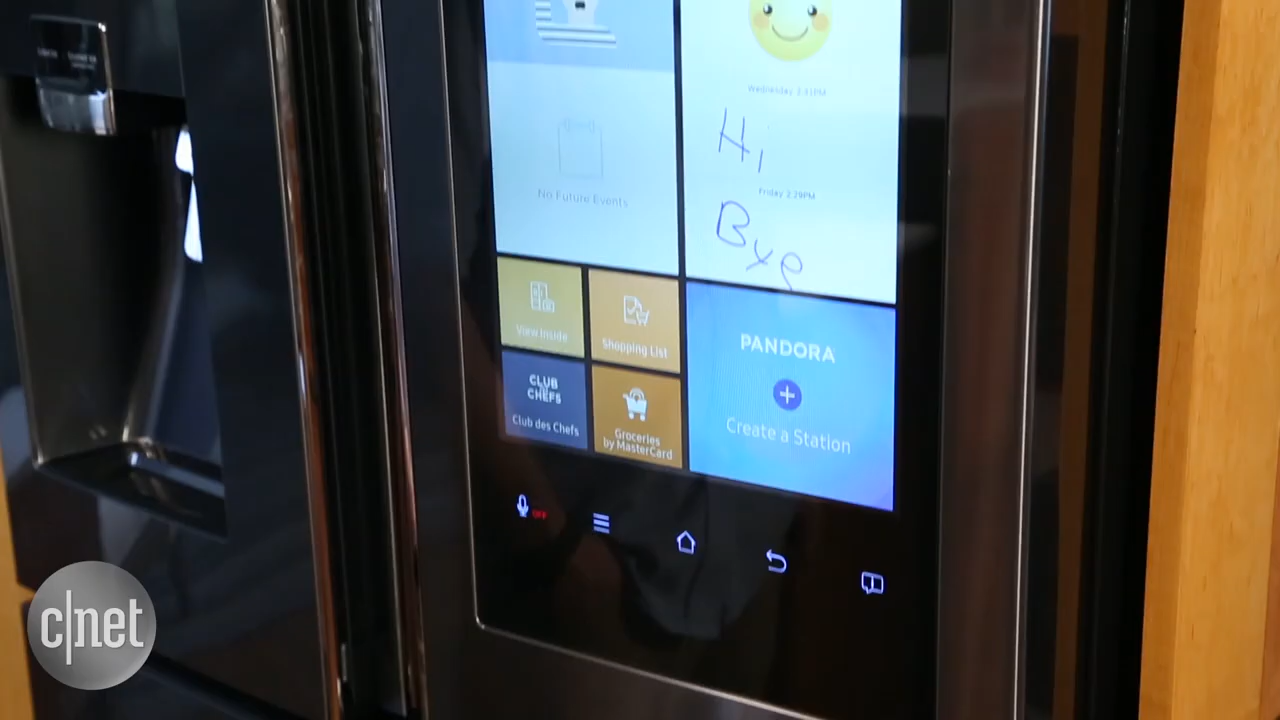 Wednesday 2:31PM
Hi
Friday 2:29PM
Bye
No Future Events
View Inside
Shopping List
CLUB
CHEFS
Club des Chefs
Groceries
by MasterCard
PANDORA
Create a Station
OFF
c|net